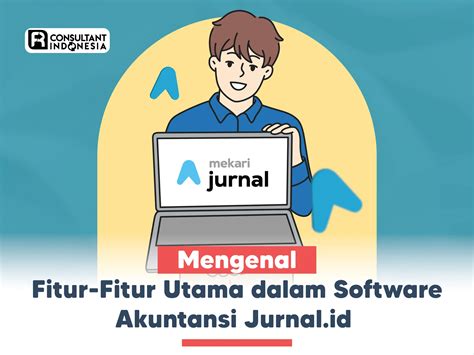 CONSULTANT
INDONESIA
mekari
jurnal
Mengenal
Fitur-Fitur Utama dalam Software
Akuntansi Jurnal.id